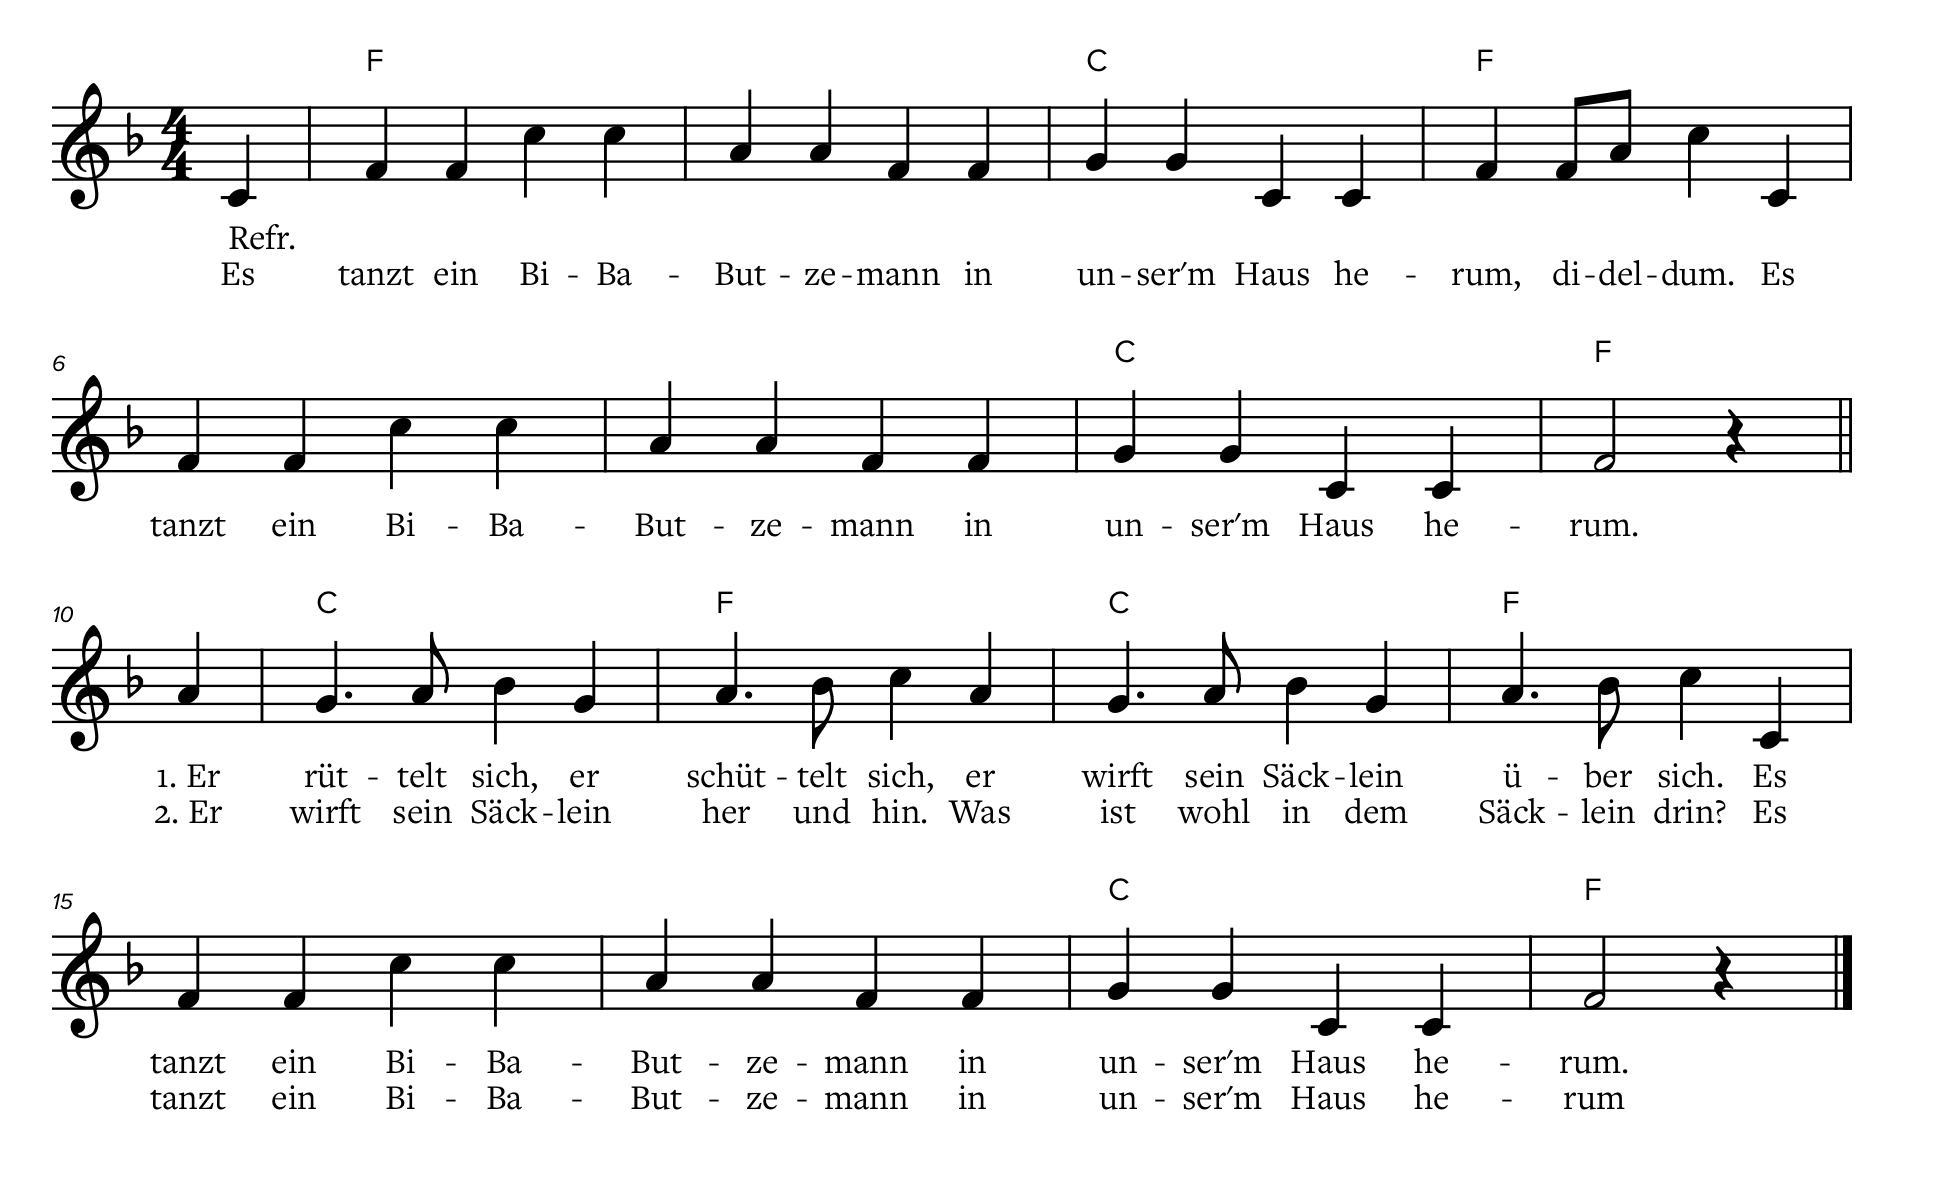 F C F
4
4
Refr.
Es tanzt ein Bi - Ba - But - ze - mann in un - ser′m Haus he - rum, di - del - dum. Es
6 C F
tanzt ein Bi - Ba - But - ze - mann in un - ser′m Haus he - rum.
10 C F C F
1. Er rüt - telt sich, er schüt - telt sich, er wirft sein Säck - lein ü - ber sich. Es
2. Er wirft sein Säck - lein her und hin. Was ist wohl in dem Säck - lein drin? Es
15 C F
tanzt ein Bi - Ba - But - ze - mann in un - ser′m Haus he - rum.
tanzt ein Bi - Ba - But - ze - mann in un - ser′m Haus he - rum